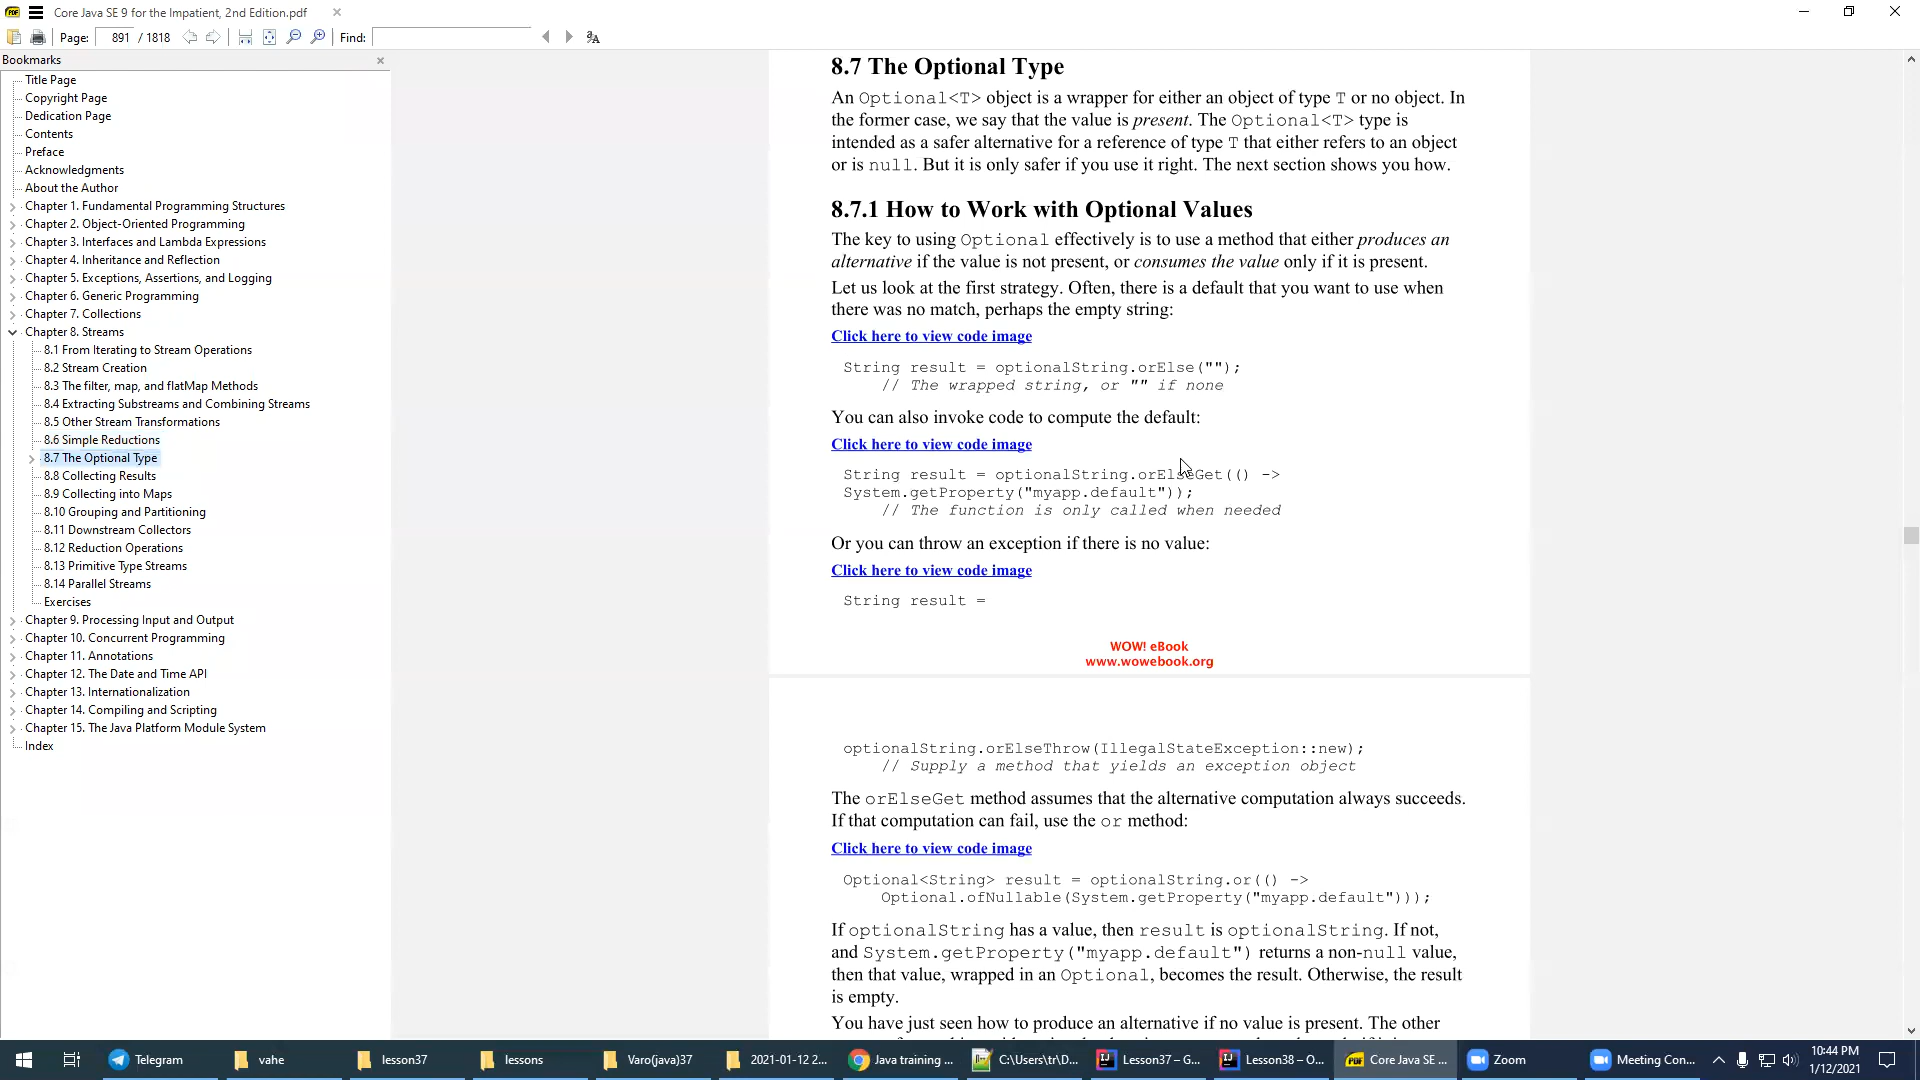 Core Java SE 9 for the Impatient, 2nd Edition.pdf
Page: 891 / 1818 Find:
Bookmarks
Title Page
Copyright Page
Dedication Page
Contents
Preface
Acknowledgments
About the Author
Chapter 1. Fundamental Programming Structures
Chapter 2. Object-Oriented Programming
Chapter 3. Interfaces and Lambda Expressions
Chapter 4. Inheritance and Reflection
Chapter 5. Exceptions, Assertions, and Logging
Chapter 6. Generic Programming
Chapter 7. Collections
Chapter 8. Streams
8.1 From Iterating to Stream Operations
8.2 Stream Creation
8.3 The filter, map, and flatMap Methods
8.4 Extracting Substreams and Combining Streams
8.5 Other Stream Transformations
8.6 Simple Reductions
8.7 The Optional Type
8.8 Collecting Results
8.9 Collecting into Maps
8.10 Grouping and Partitioning
8.11 Downstream Collectors
8.12 Reduction Operations
8.13 Primitive Type Streams
8.14 Parallel Streams
Exercises
Chapter 9. Processing Input and Output
Chapter 10. Concurrent Programming
Chapter 11. Annotations
Chapter 12. The Date and Time API
Chapter 13. Internationalization
Chapter 14. Compiling and Scripting
Chapter 15. The Java Platform Module System
Index
8.7 The Optional Type
An Optional<T> object is a wrapper for either an object of type T or no object. In
the former case, we say that the value is present. The Optional<T> type is
intended as a safer alternative for a reference of type T that either refers to an object
or is null. But it is only safer if you use it right. The next section shows you how.
8.7.1 How to Work with Optional Values
The key to using Optional effectively is to use a method that either produces an
alternative if the value is not present, or consumes the value only if it is present.
Let us look at the first strategy. Often, there is a default that you want to use when
there was no match, perhaps the empty string:
Click here to view code image
String result = optionalString.orElse("");
// The wrapped string, or "" if none
You can also invoke code to compute the default:
Click here to view code image
String result = optionalString.orElseGet(() ->
System.getProperty("myapp.default"));
// The function is only called when needed
Or you can throw an exception if there is no value:
Click here to view code image
String result =
WOW! eBook
www.wowebook.org
optionalString.orElseThrow(IllegalStateException::new);
// Supply a method that yields an exception object
The orElseGet method assumes that the alternative computation always succeeds.
If that computation can fail, use the or method:
Click here to view code image
Optional<String> result = optionalString.or(() ->
Optional.ofNullable(System.getProperty("myapp.default")));
If optionalString has a value, then result is optionalString. If not,
and System.getProperty("myapp.default") returns a non-null value,
then that value, wrapped in an Optional, becomes the result. Otherwise, the result
is empty.
You have just seen how to produce an alternative if no value is present. The other
Telegram vahe lesson37 lessons Varo(java)37 2021-01-12 2... Java training ... C:\Users\tr\D... Lesson37 – G... Lesson38 – O... Core Java SE ... Zoom Meeting Con... 10:44 PM
1/12/2021